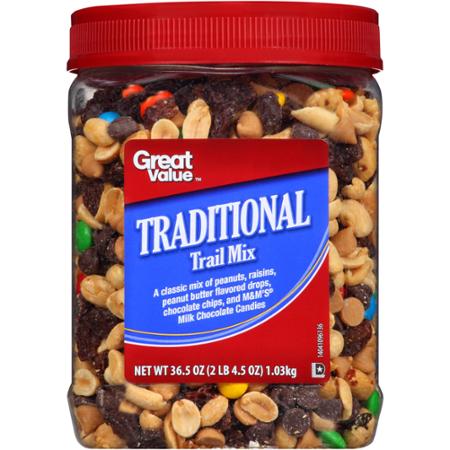 Great
Value™
TRADITIONAL
Trail Mix
A classic mix of peanuts, raisins,
peanut butter flavored drops,
chocolate chips, and M&M'S®
Milk Chocolate Candies
NET WT 36.5 OZ (2 LB 4.5 OZ) 1.03kg